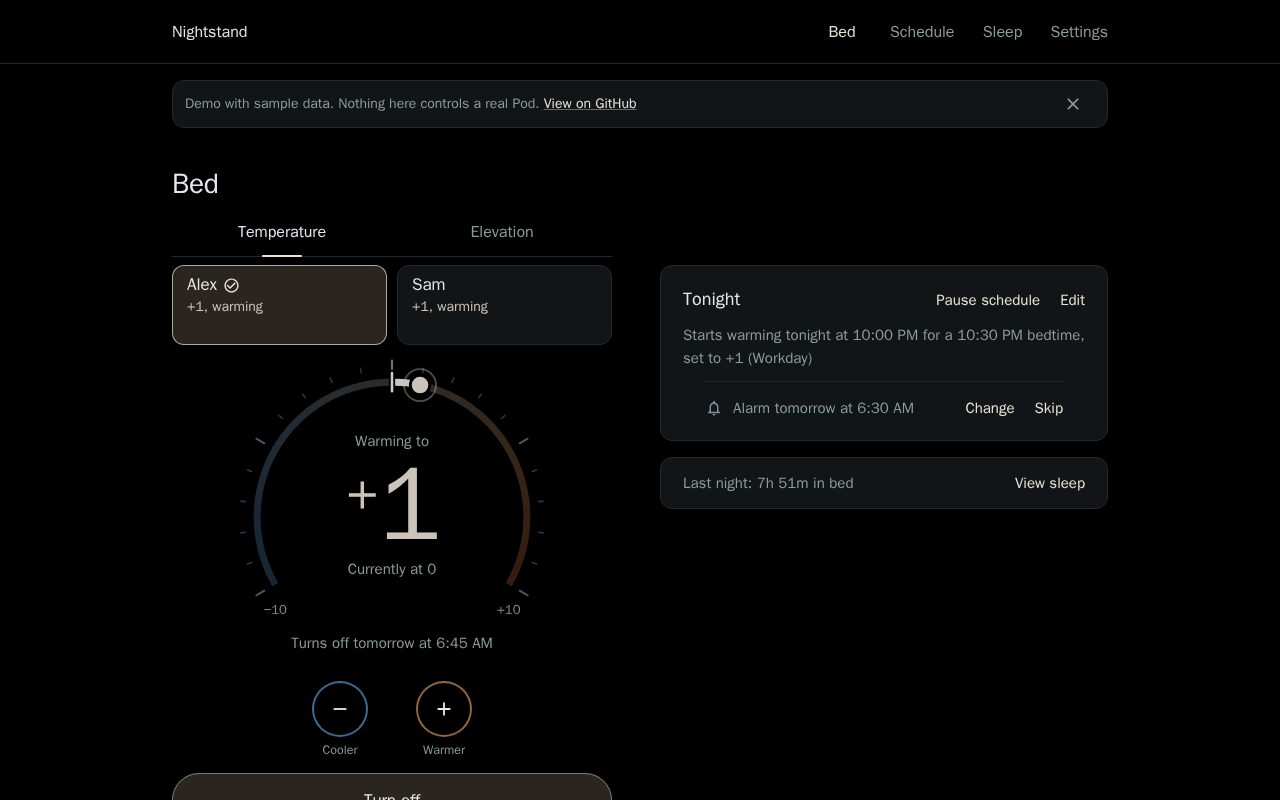 Nightstand
Bed
Schedule
Sleep
Settings
Demo with sample data. Nothing here controls a real Pod. View on GitHub
Bed
Temperature
Elevation
Alex
+1, warming
Sam
+1, warming
Warming to
+1
Currently at 0
−10
+10
Turns off tomorrow at 6:45 AM
Cooler
Warmer
Turn off
Tonight
Pause schedule
Edit
Starts warming tonight at 10:00 PM for a 10:30 PM bedtime,
set to +1 (Workday)
Alarm tomorrow at 6:30 AM
Change
Skip
Last night: 7h 51m in bed
View sleep